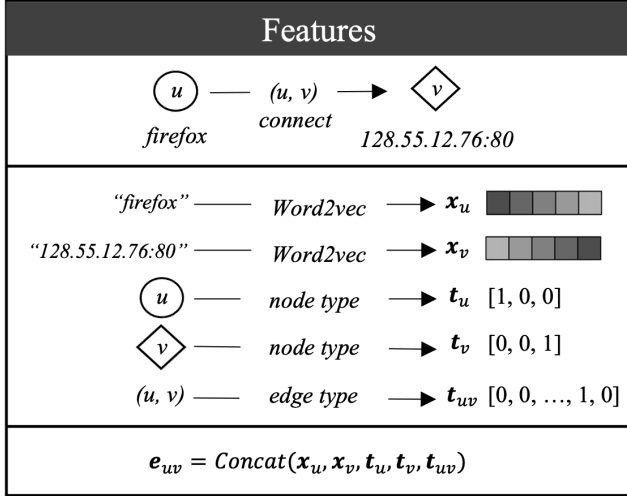 Features
u (u, v) v
connect
firefox 128.55.12.76:80
“firefox” Word2vec x_u
“128.55.12.76:80” Word2vec x_v
u node type t_u [1, 0, 0]
v node type t_v [0, 0, 1]
(u, v) edge type t_uv [0, 0, …, 1, 0]
e_uv = Concat(x_u, x_v, t_u, t_v, t_uv)